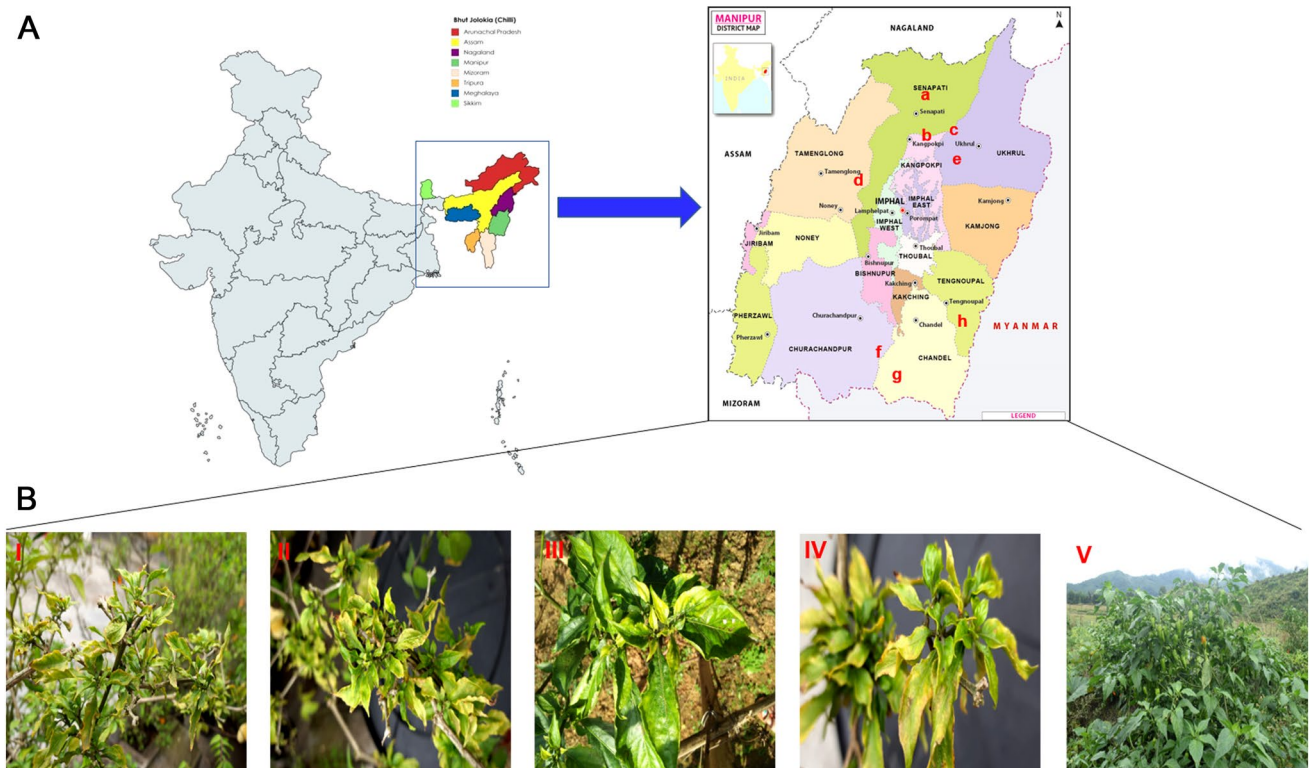 A
Bhut Jolokia (Chilli)
Arunachal Pradesh
Assam
Nagaland
Manipur
Mizoram
Tripura
Meghalaya
Sikkim
MANIPUR
DISTRICT MAP
INDIA
N
NAGALAND
SENAPATI
a
Senapati
b
c
Kangpokpi
Ukhrul
ASSAM
TAMENGLONG
KANGPOKPI
e
UKHRUL
Tamenglong
d
IMPHAL
IMPHAL
EAST
Kamjong
Noney
Lamphelpat
Porompat
IMPHAL
WEST
KAMJONG
Jiribam
JIRIBAM
NONEY
Thoubal
THOUBAL
Bishnupur
BISHNUPUR
Kakching
TENGNOUPAL
KAKCHING
Tengnoupal
PHERZAWL
Churachandpur
Chandel
h
MYANMAR
Pherzawl
CHURACHANDPUR
f
CHANDEL
g
MIZORAM
LEGEND
B
I
II
III
IV
V